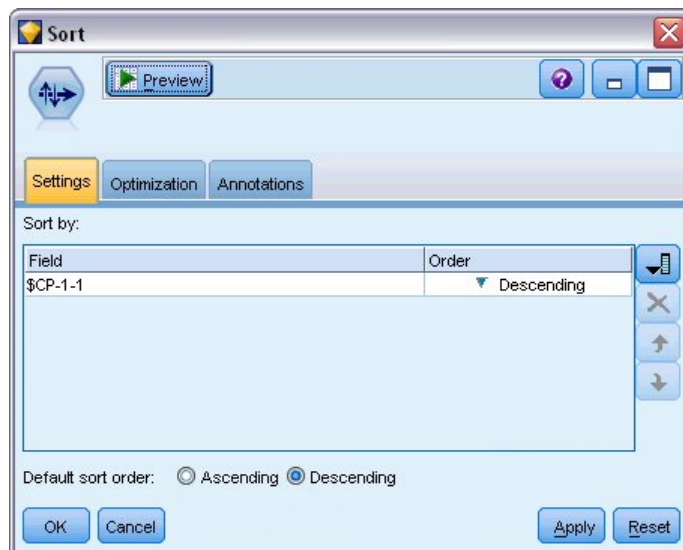 Sort
Preview
Settings Optimization Annotations
Sort by:
Field Order
$CP-1-1 Descending
Default sort order: Ascending Descending
OK Cancel Apply Reset